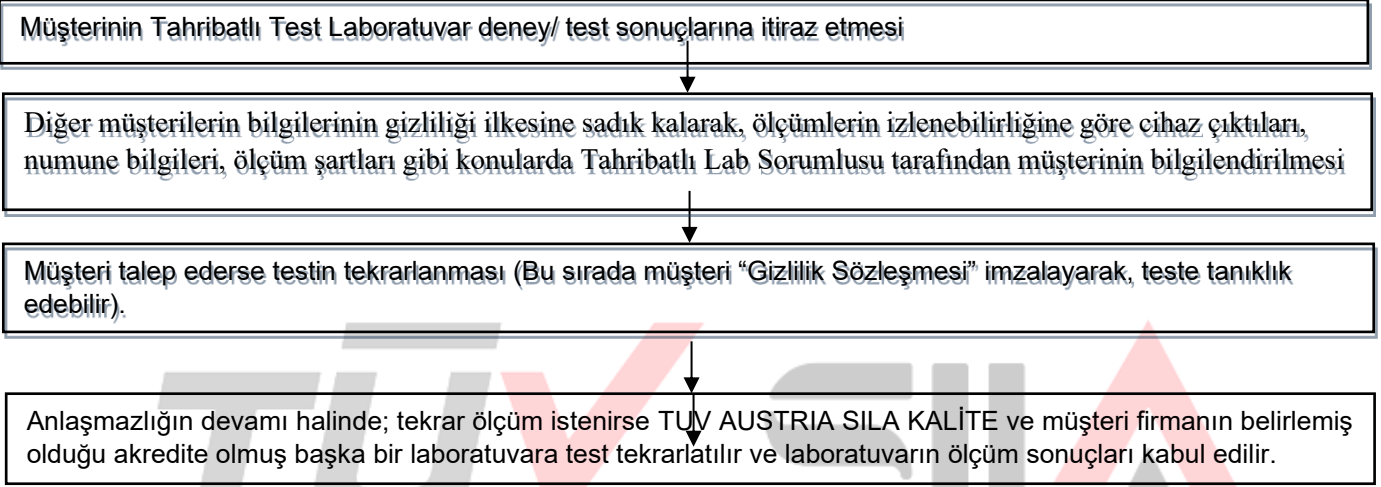 Müşterinin Tahribatlı Test Laboratuvar deney/ test sonuçlarına itiraz etmesi
Diğer müşterilerin bilgilerinin gizliliği ilkesine sadık kalarak, ölçümlerin izlenebilirliğine göre cihaz çıktıları,
numune bilgileri, ölçüm şartları gibi konularda Tahribatlı Lab Sorumlusu tarafından müşterinin bilgilendirilmesi
Müşteri talep ederse testin tekrarlanması (Bu sırada müşteri “Gizlilik Sözleşmesi” imzalayarak, teste tanıklık
edebilir).
Anlaşmazlığın devamı halinde; tekrar ölçüm istenirse TUV AUSTRIA SILA KALİTE ve müşteri firmanın belirlemiş
olduğu akredite olmuş başka bir laboratuvara test tekrarlatılır ve laboratuvarın ölçüm sonuçları kabul edilir.
TÜV SILA